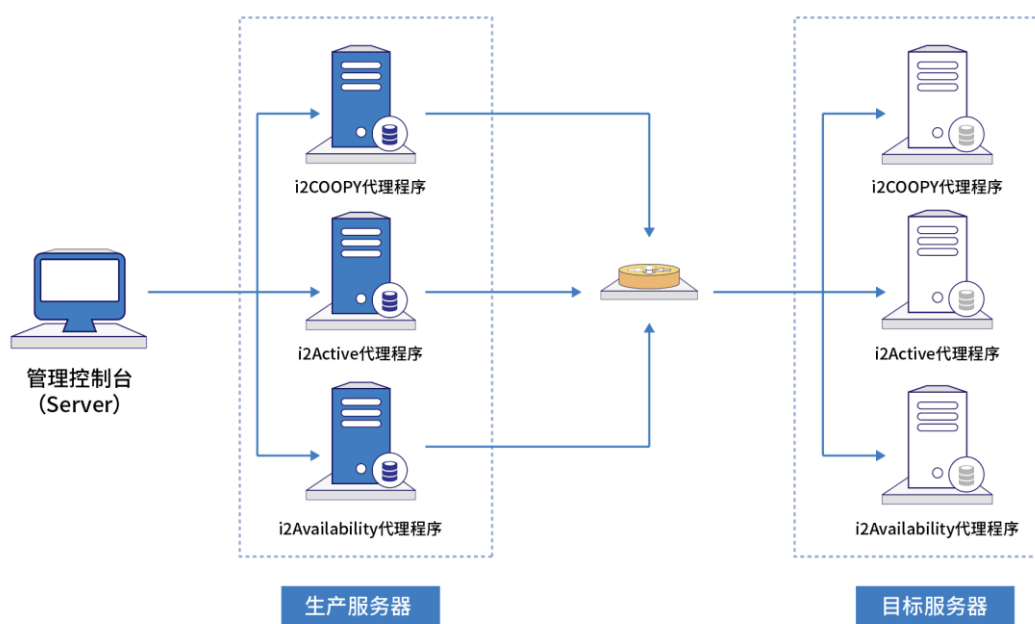 管理控制台
（Server）
i2COOPY代理程序
i2Active代理程序
i2Availability代理程序
生产服务器
i2COOPY代理程序
i2Active代理程序
i2Availability代理程序
目标服务器